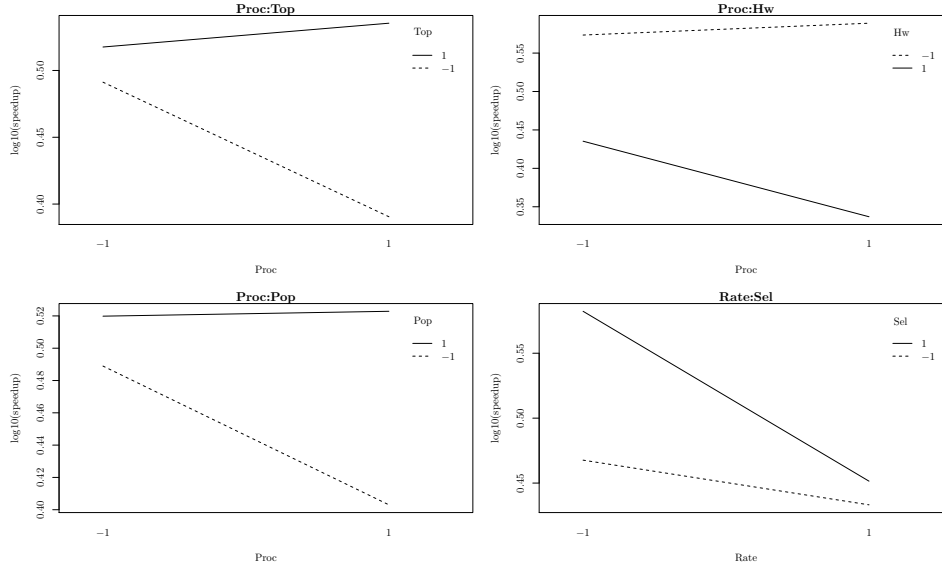 Proc:Top
log10(speedup)
0.50
0.45
0.40
Top
1
−1
−1 1
Proc
Proc:Hw
log10(speedup)
0.55
0.50
0.45
0.40
0.35
Hw
−1
1
−1 1
Proc
Proc:Pop
log10(speedup)
0.52
0.50
0.48
0.46
0.44
0.42
0.40
Pop
1
−1
−1 1
Proc
Rate:Sel
log10(speedup)
0.55
0.50
0.45
Sel
1
−1
−1 1
Rate